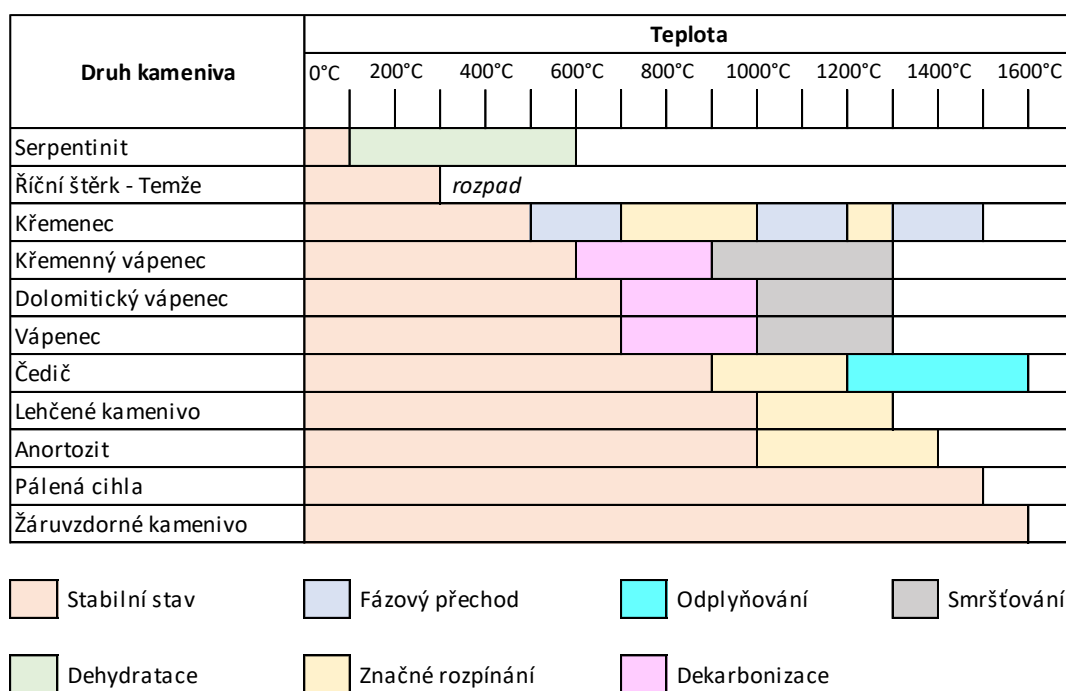 Druh kameniva
Teplota
0°C 200°C 400°C 600°C 800°C 1000°C 1200°C 1400°C 1600°C
Serpentinit
Říční štěrk - Temže rozpad
Křemenec
Křemenný vápenec
Dolomitický vápenec
Vápenec
Čedič
Lehčené kamenivo
Anortozit
Pálená cihla
Žáruvzdorné kamenivo
Stabilní stav Fázový přechod Odplyňování Smršťování
Dehydratace Značné rozpínání Dekarbonizace